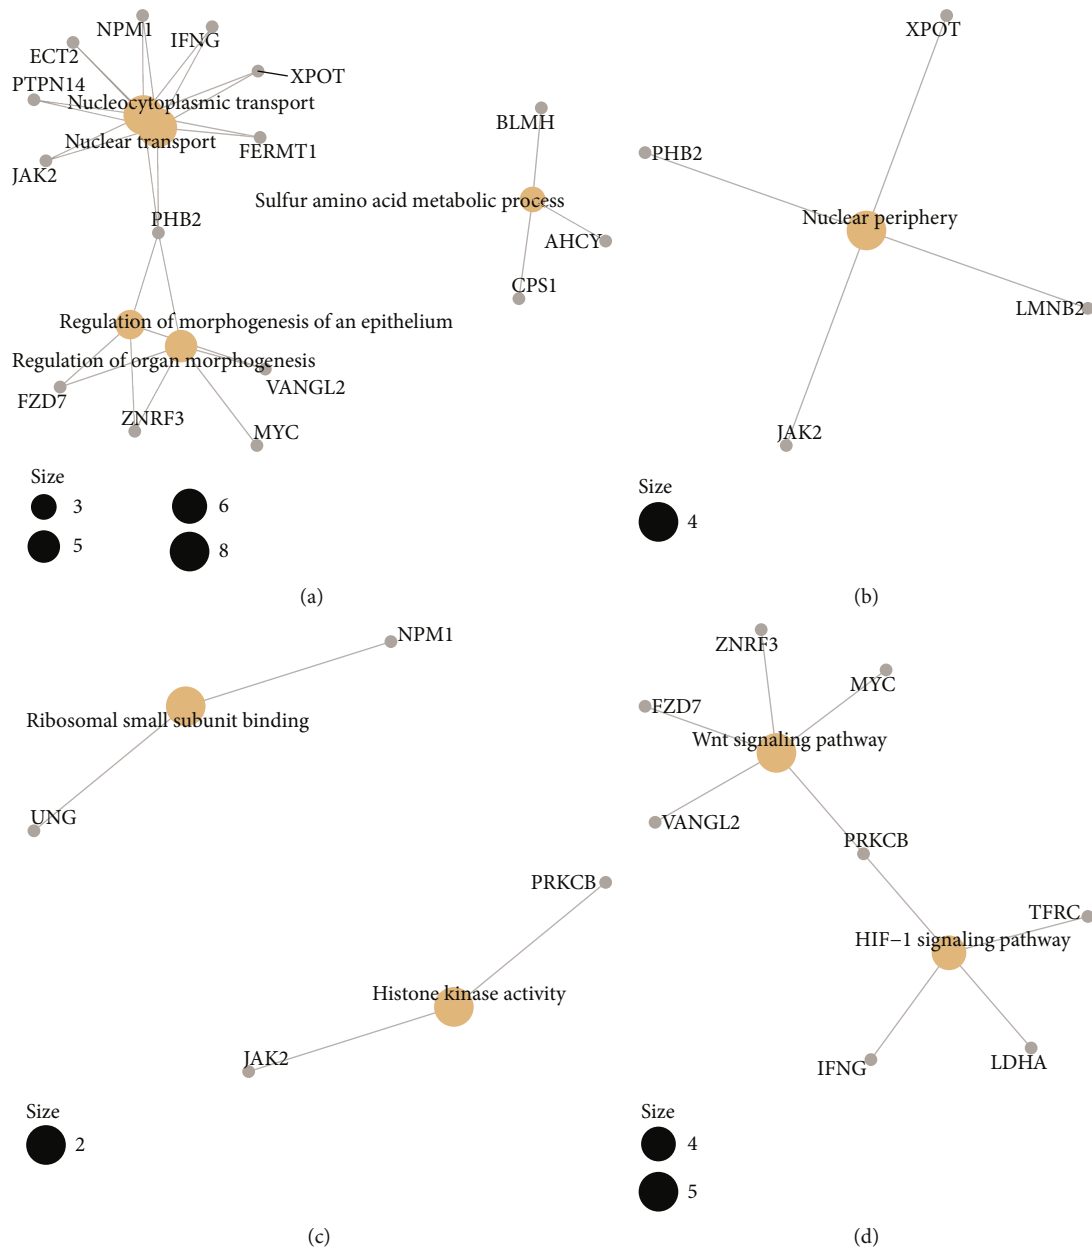 NPM1
IFNG
ECT2
XPOT
PTPN14
Nucleocytoplasmic transport
Nuclear transport
FERMT1
JAK2
PHB2
Regulation of morphogenesis of an epithelium
Regulation of organ morphogenesis
VANGL2
FZD7
ZNRF3
MYC
BLMH
Sulfur amino acid metabolic process
AHCY
CPS1
Size
3
6
5
8
(a)
XPOT
PHB2
Nuclear periphery
LMNB2
JAK2
Size
4
(b)
NPM1
Ribosomal small subunit binding
UNG
PRKCB
Histone kinase activity
JAK2
Size
2
(c)
ZNRF3
MYC
FZD7
Wnt signaling pathway
VANGL2
PRKCB
TFRC
HIF−1 signaling pathway
IFNG
LDHA
Size
4
5
(d)